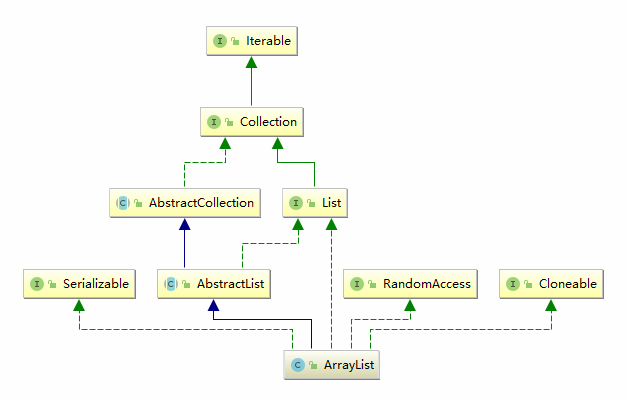 I Iterable
I Collection
C AbstractCollection
I List
I Serializable
C AbstractList
I RandomAccess
I Cloneable
C ArrayList